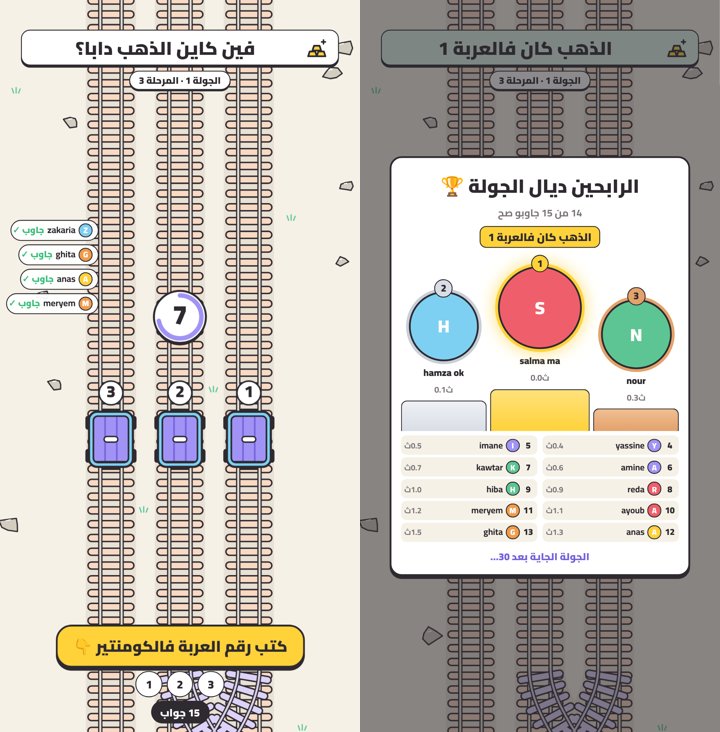 فين كاين الذهب دابا؟
الجولة 1 · المرحلة 3
Z zakaria جاوب ✓
G ghita جاوب ✓
A anas جاوب ✓
M meryem جاوب ✓
7
1 2 3
كتب رقم العربة فالكومنتير 👇
1 2 3
15 جواب
الذهب كان فالعربة 1
الجولة 1 · المرحلة 3
الرابحين ديال الجولة 🏆
14 من 15 جاوبو صح
الذهب كان فالعربة 1
1
S
salma ma
0.0ث
2
H
hamza ok
0.1ث
3
N
nour
0.3ث
4 Y yassine 0.4ث
5 I imane 0.5ث
6 A amine 0.6ث
7 K kawtar 0.7ث
8 R reda 0.9ث
9 H hiba 1.0ث
10 A ayoub 1.1ث
11 M meryem 1.2ث
12 A anas 1.3ث
13 G ghita 1.5ث
الجولة الجاية بعد 30...